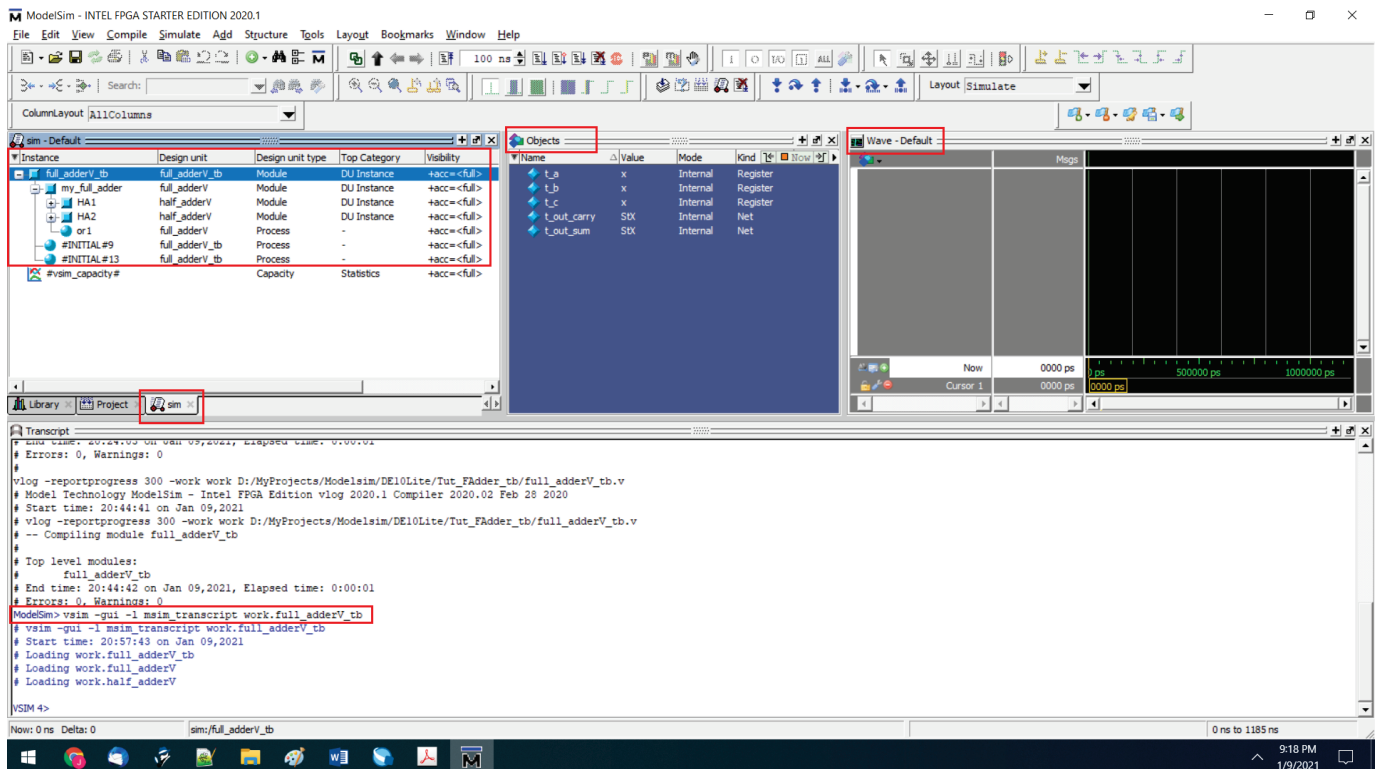 ModelSim - INTEL FPGA STARTER EDITION 2020.1
File Edit View Compile Simulate Add Structure Tools Layout Bookmarks Window Help
100 ns
Search:
Layout Simulate
ColumnLayout AllColumns
sim - Default
Instance Design unit Design unit type Top Category Visibility
full_adderV_tb full_adderV_tb Module DU Instance +acc=<full>
my_full_adder full_adderV Module DU Instance +acc=<full>
HA1 half_adderV Module DU Instance +acc=<full>
HA2 half_adderV Module DU Instance +acc=<full>
or1 full_adderV Process - +acc=<full>
#INITIAL#9 full_adderV_tb Process - +acc=<full>
#INITIAL#13 full_adderV_tb Process - +acc=<full>
#vsim_capacity# Capacity Statistics +acc=<full>
Library Project sim
Objects
Name Value Mode Kind Now
t_a x Internal Register
t_b x Internal Register
t_c x Internal Register
t_out_carry StX Internal Net
t_out_sum StX Internal Net
Wave - Default
Msgs
Now 0000 ps
Cursor 1 0000 ps
ps 500000 ps 1000000 ps
0000 ps
Transcript
# End time: 20:24:03 on Jan 09,2021, Elapsed time: 0:00:01
# Errors: 0, Warnings: 0
#
vlog -reportprogress 300 -work work D:/MyProjects/Modelsim/DE10Lite/Tut_FAdder_tb/full_adderV_tb.v
# Model Technology ModelSim - Intel FPGA Edition vlog 2020.1 Compiler 2020.02 Feb 28 2020
# Start time: 20:44:41 on Jan 09,2021
# vlog -reportprogress 300 -work work D:/MyProjects/Modelsim/DE10Lite/Tut_FAdder_tb/full_adderV_tb.v
# -- Compiling module full_adderV_tb
#
# Top level modules:
# full_adderV_tb
# End time: 20:44:42 on Jan 09,2021, Elapsed time: 0:00:01
# Errors: 0, Warnings: 0
ModelSim> vsim -gui -l msim_transcript work.full_adderV_tb
# vsim -gui -l msim_transcript work.full_adderV_tb
# Start time: 20:57:43 on Jan 09,2021
# Loading work.full_adderV_tb
# Loading work.full_adderV
# Loading work.half_adderV
VSIM 4>
Now: 0 ns Delta: 0 sim:/full_adderV_tb 0 ns to 1185 ns
9:18 PM
1/9/2021